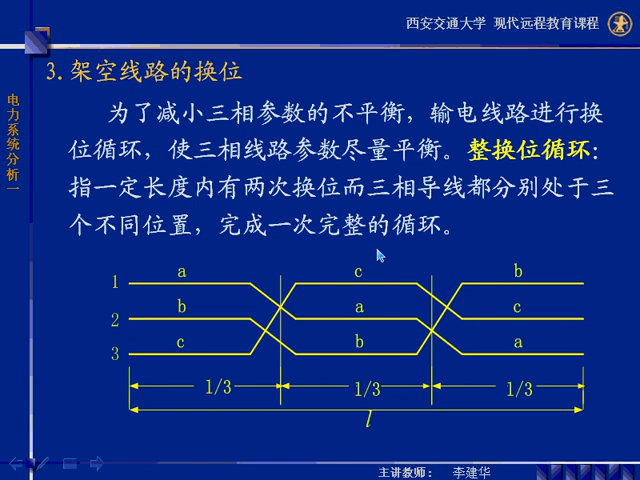 西安交通大学 现代远程教育课程
电力系统分析一
3.架空线路的换位
为了减小三相参数的不平衡，输电线路进行换
位循环，使三相线路参数尽量平衡。整换位循环：
指一定长度内有两次换位而三相导线都分别处于三
个不同位置，完成一次完整的循环。
a c b
1
b a c
2
c b a
3
1/3 1/3 1/3
l
主讲教师： 李建华